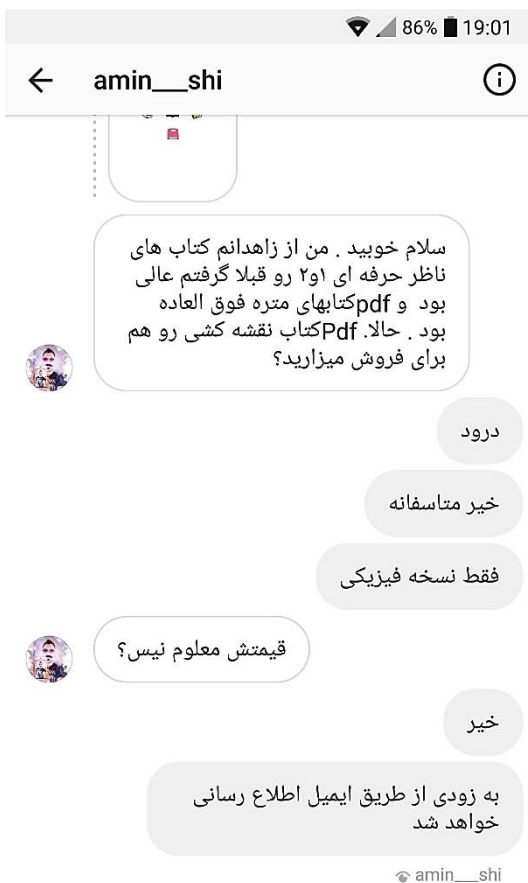 86% 19:01
amin___shi
سلام خوبید . من از زاهدانم کتاب های
ناظر حرفه ای ۱و۲ رو قبلا گرفتم عالی
بود و pdfکتابهای متره فوق العاده
بود . حالا. Pdfکتاب نقشه کشی رو هم
برای فروش میزارید؟
درود
خیر متاسفانه
فقط نسخه فیزیکی
قیمتش معلوم نیس؟
خیر
به زودی از طریق ایمیل اطلاع رسانی
خواهد شد
amin___shi